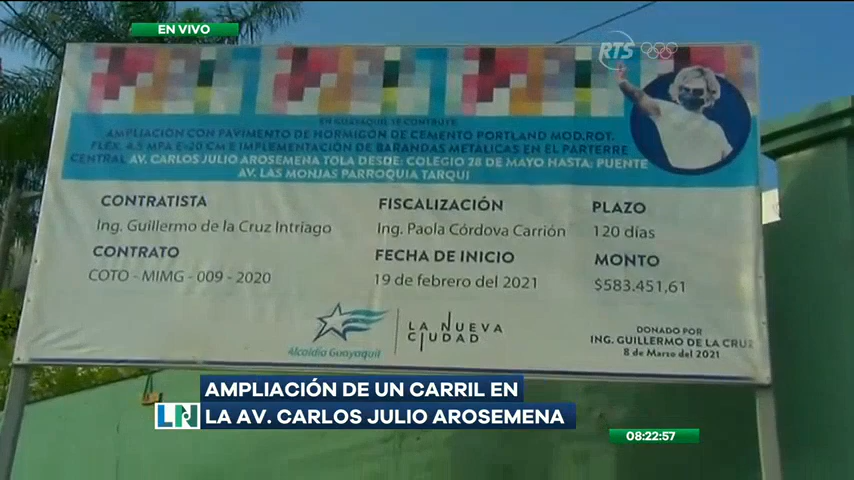 EN VIVO
RTS
EN GUAYAQUIL SE CONSTRUYE:
AMPLIACIÓN CON PAVIMENTO DE HORMIGÓN DE CEMENTO PORTLAND MOD.ROT.
FLEX. 4.5 MPA E=20 CM E IMPLEMENTACIÓN DE BARANDAS METÁLICAS EN EL PARTERRE
CENTRAL AV. CARLOS JULIO AROSEMENA TOLA DESDE: COLEGIO 28 DE MAYO HASTA: PUENTE
AV. LAS MONJAS PARROQUIA TARQUI
CONTRATISTA
Ing. Guillermo de la Cruz Intriago
CONTRATO
COTO - MIMG - 009 - 2020
FISCALIZACIÓN
Ing. Paola Córdova Carrión
FECHA DE INICIO
19 de febrero del 2021
PLAZO
120 días
MONTO
$583.451,61
Alcaldía Guayaquil
LA NUEVA
CIUDAD
DONADO POR
ING. GUILLERMO DE LA CRUZ
8 de Marzo del 2021
LR
AMPLIACIÓN DE UN CARRIL EN
LA AV. CARLOS JULIO AROSEMENA
08:22:57